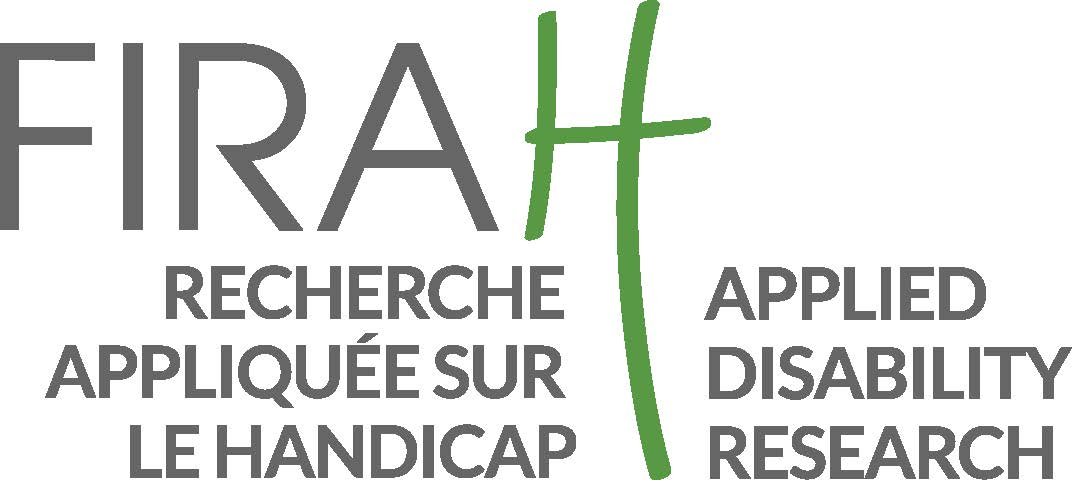 FIRAH
RECHERCHE
APPLIQUÉE SUR
LE HANDICAP
APPLIED
DISABILITY
RESEARCH